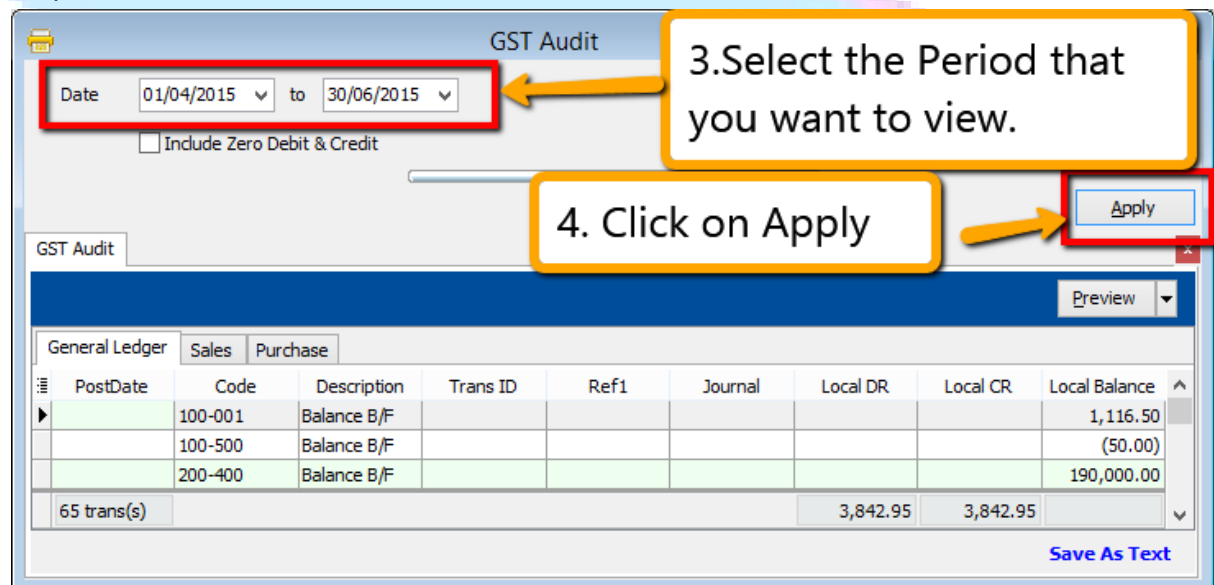 GST Audit
3.Select the Period that
you want to view.
Date 01/04/2015 to 30/06/2015
Include Zero Debit & Credit
4. Click on Apply
Apply
GST Audit
x
Preview
General Ledger Sales Purchase
PostDate Code Description Trans ID Ref1 Journal Local DR Local CR Local Balance
100-001 Balance B/F 1,116.50
100-500 Balance B/F (50.00)
200-400 Balance B/F 190,000.00
65 trans(s) 3,842.95 3,842.95
Save As Text